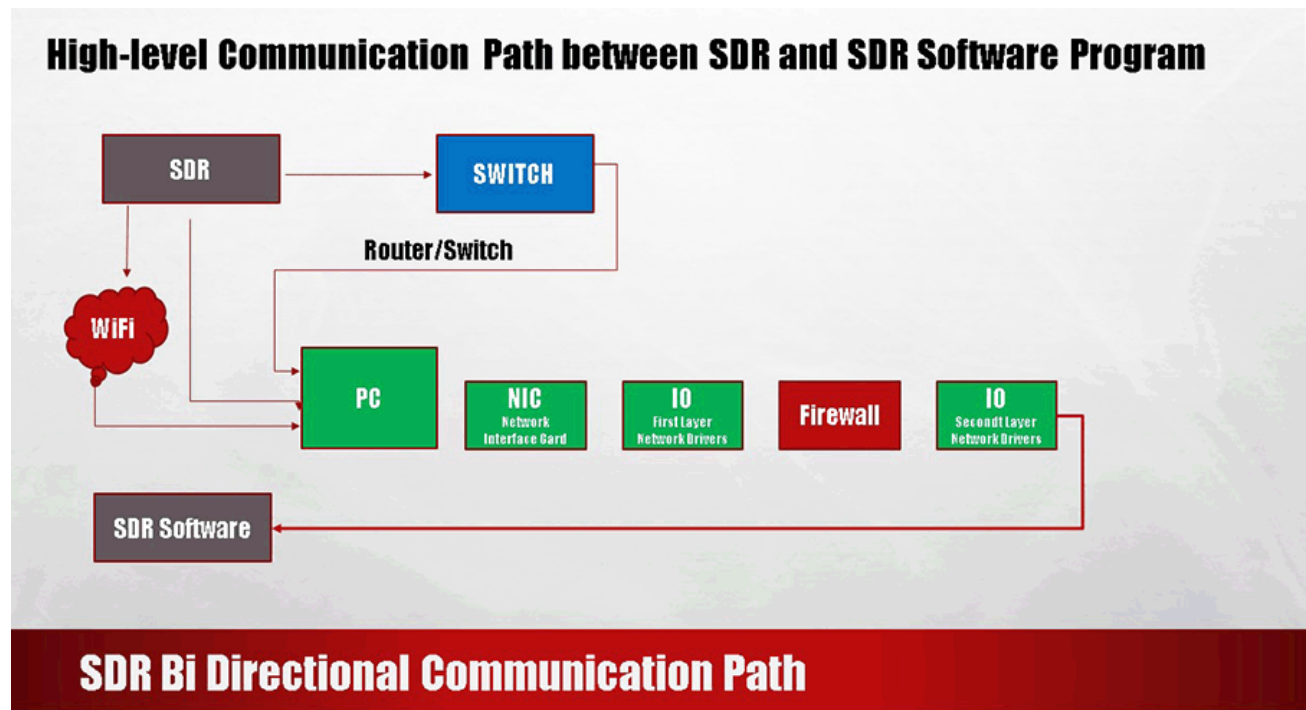 High-level Communication Path between SDR and SDR Software Program
SDR
SWITCH
Router/Switch
WiFi
PC
NIC
Network
Interface Card
IO
First Layer
Network Drivers
Firewall
IO
Secondt Layer
Network Drivers
SDR Software
SDR Bi Directional Communication Path